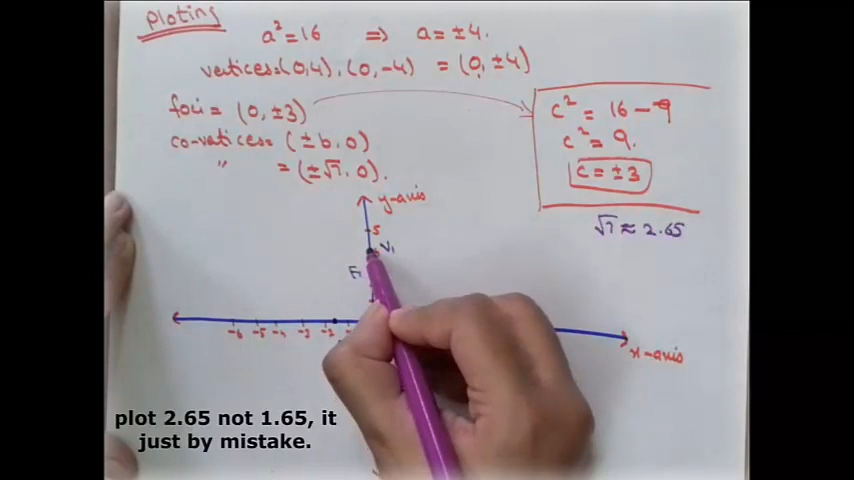 Ploting
a² = 16 => a = ±4.
vertices = (0,4), (0,-4) = (0, ±4)
foci = (0, ±3)
co-vatices = (±b, 0)
" = (±√7, 0).
c² = 16 - 7
c² = 9.
c = ±3
√7 ≈ 2.65
y-axis
5
V₁
F₁
-6 -5 -4 -3 -2
x-axis
plot 2.65 not 1.65, it
just by mistake.